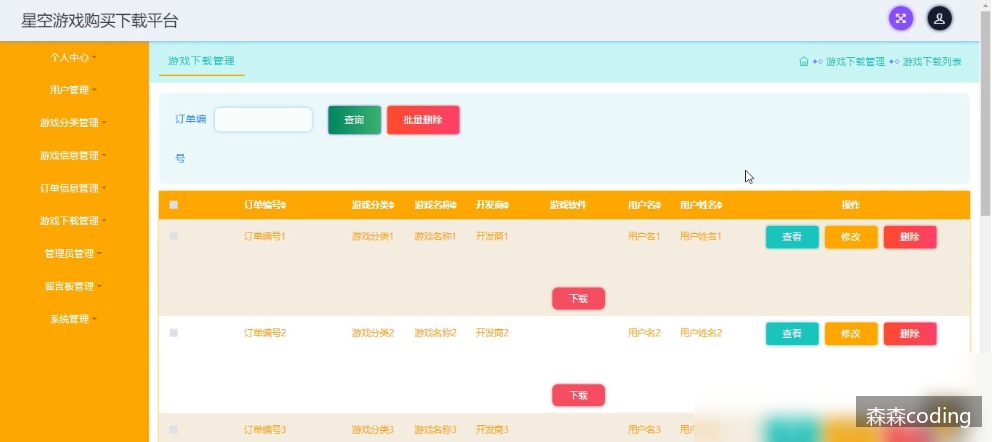 星空游戏购买下载平台
个人中心
用户管理
游戏分类管理
游戏信息管理
订单信息管理
游戏下载管理
管理员管理
留言板管理
系统管理
游戏下载管理
游戏下载管理 游戏下载列表
订单编
号
查询 批量删除
订单编号 游戏分类 游戏名称 开发商 游戏软件 用户名 用户姓名 操作
订单编号1 游戏分类1 游戏名称1 开发商1 用户名1 用户姓名1 查看 修改 删除
下载
订单编号2 游戏分类2 游戏名称2 开发商2 用户名2 用户姓名2 查看 修改 删除
下载
订单编号3 游戏分类3 游戏名称3 开发商3 用户名3
森森coding